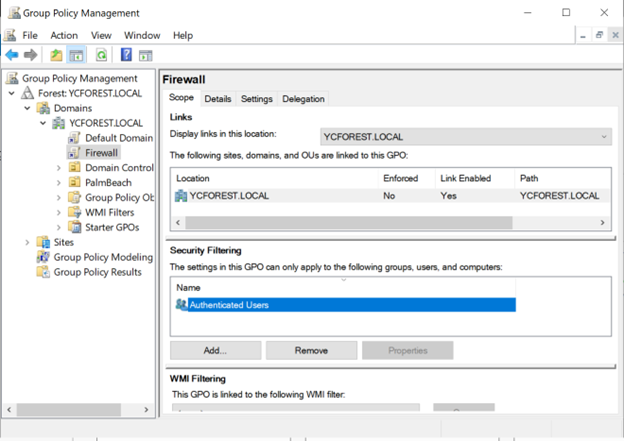 Group Policy Management
File Action View Window Help
Group Policy Management
Forest: YCFOREST.LOCAL
Domains
YCFOREST.LOCAL
Default Domain
Firewall
Domain Control
PalmBeach
Group Policy Ob
WMI Filters
Starter GPOs
Sites
Group Policy Modeling
Group Policy Results
Firewall
Scope Details Settings Delegation
Links
Display links in this location: YCFOREST.LOCAL
The following sites, domains, and OUs are linked to this GPO:
Location Enforced Link Enabled Path
YCFOREST.LOCAL No Yes YCFOREST.LOCAL
Security Filtering
The settings in this GPO can only apply to the following groups, users, and computers:
Name
Authenticated Users
Add... Remove Properties
WMI Filtering
This GPO is linked to the following WMI filter: